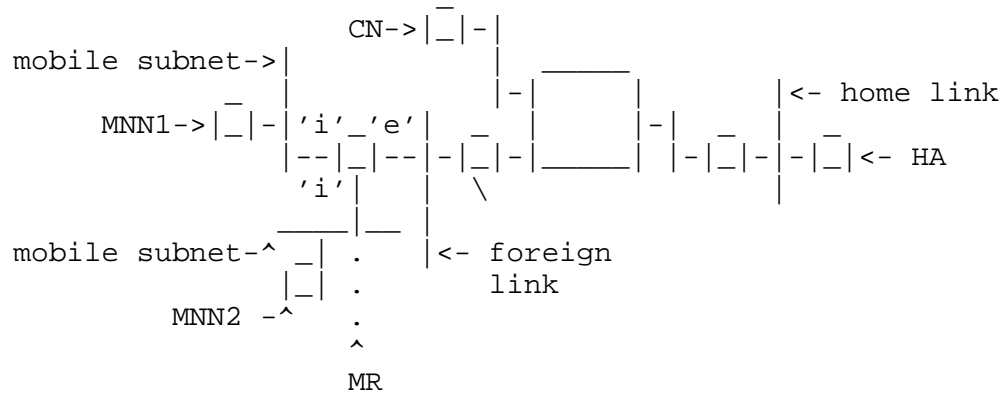 CN->
mobile subnet->
<- home link
MNN1-> 'i' 'e'
<- HA
'i' \
mobile subnet-^ . <- foreign
. link
MNN2 -^ .
^
MR